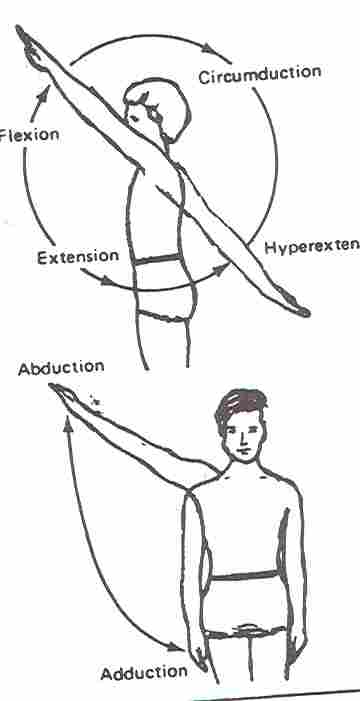 Circumduction
Flexion
Extension
Hyperexten
Abduction
Adduction